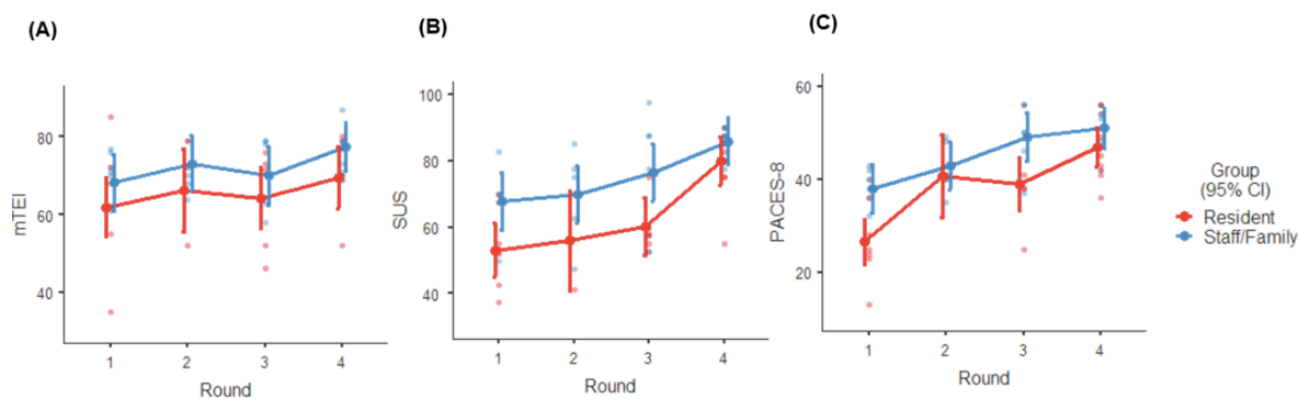 (A)
mTEI
80
60
40
1 2 3 4
Round
(B)
SUS
100
80
60
40
1 2 3 4
Round
(C)
PACES-8
60
40
20
1 2 3 4
Round
Group
(95% CI)
Resident
Staff/Family